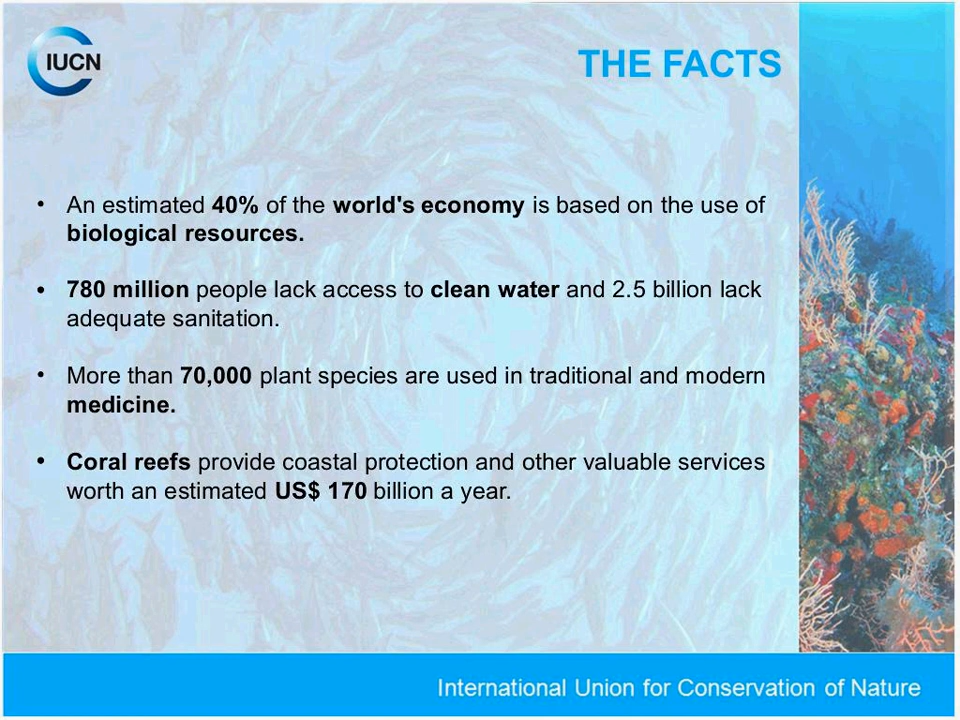 IUCN
THE FACTS
• An estimated 40% of the world's economy is based on the use of
biological resources.
• 780 million people lack access to clean water and 2.5 billion lack
adequate sanitation.
• More than 70,000 plant species are used in traditional and modern
medicine.
• Coral reefs provide coastal protection and other valuable services
worth an estimated US$ 170 billion a year.
International Union for Conservation of Nature